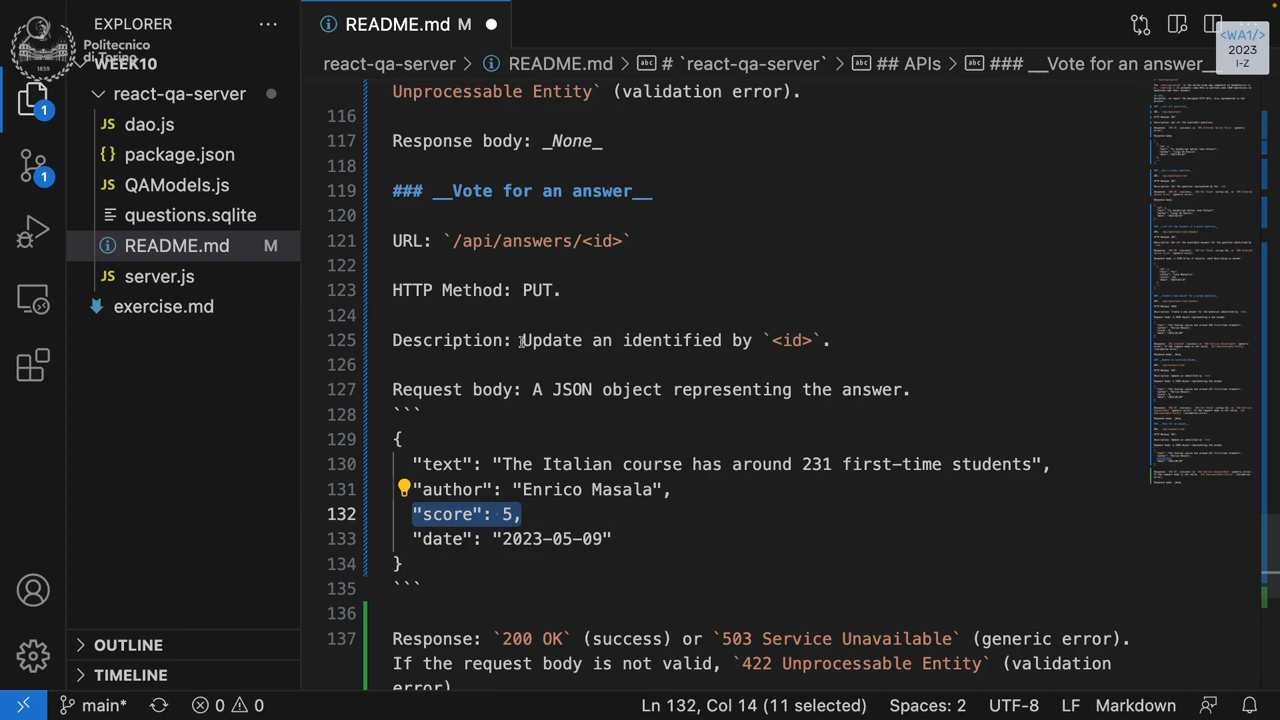 EXPLORER
README.md M
Politecnico
di Torino
WEEK10
<WA1/>
2023
I-Z
react-qa-server
README.md
# `react-qa-server`
## APIs
### __Vote for an answer__
react-qa-server
dao.js
package.json
QAModels.js
questions.sqlite
README.md M
server.js
exercise.md
OUTLINE
TIMELINE
1
1
Unprocessable Entity` (validation error).
116
117 Response body: _None_
118
119 ### __Vote for an answer__
120
121 URL: `/api/answers/<id>`
122
123 HTTP Method: PUT.
124
125 Description: Update an identified by `<id>`.
126
127 Request body: A JSON object representing the answer.
128 ```
129 {
130 "text": Italian course has around 231 first-time students",
131 "author": "Enrico Masala",
132 "score": 5,
133 "date": "2023-05-09"
134 }
135 ```
136
137 Response: `200 OK` (success) or `503 Service Unavailable` (generic error).
If the request body is not valid, `422 Unprocessable Entity` (validation
error).
main*
0 0
Ln 132, Col 14 (11 selected)
Spaces: 2
UTF-8
LF
Markdown